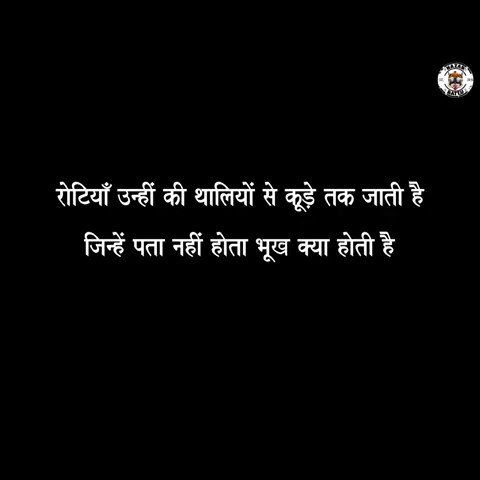 रोटियाँ उन्हीं की थालियों से कूड़े तक जाती है
जिन्हें पता नहीं होता भूख क्या होती है